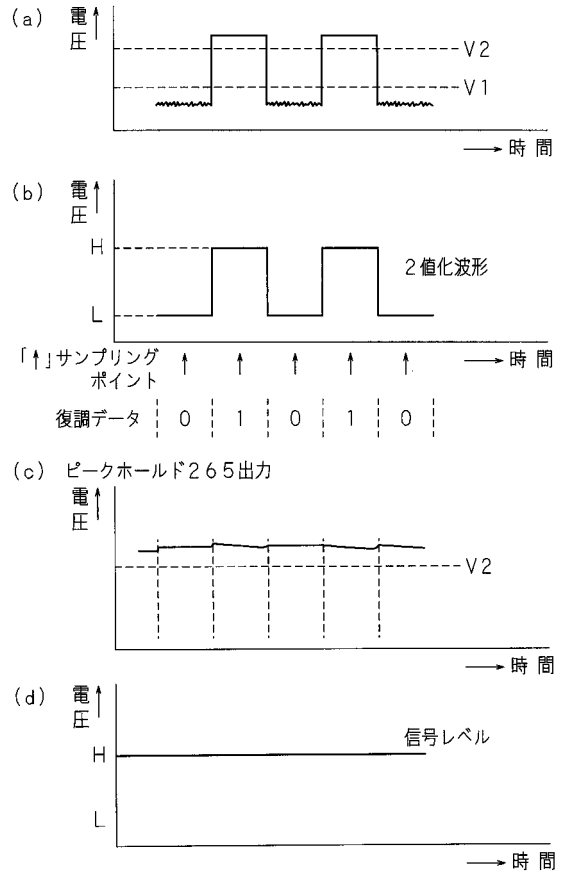 (a) 電圧
V2
V1
時間
(b) 電圧
H
2値化波形
L
時間
「↑」サンプリング
ポイント
復調データ 0 1 0 1 0
(c) ピークホールド265出力
電圧
V2
時間
(d) 電圧
信号レベル
H
L
時間